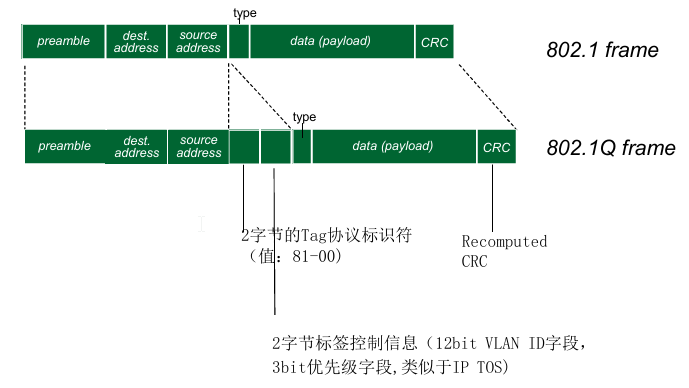 type
preamble
dest.
address
source
address
data (payload)
CRC
802.1 frame
type
preamble
dest.
address
source
address
data (payload)
CRC
802.1Q frame
2字节的Tag协议标识符
(值: 81-00)
Recomputed
CRC
2字节标签控制信息（12bit VLAN ID字段，
3bit优先级字段,类似于IP TOS)